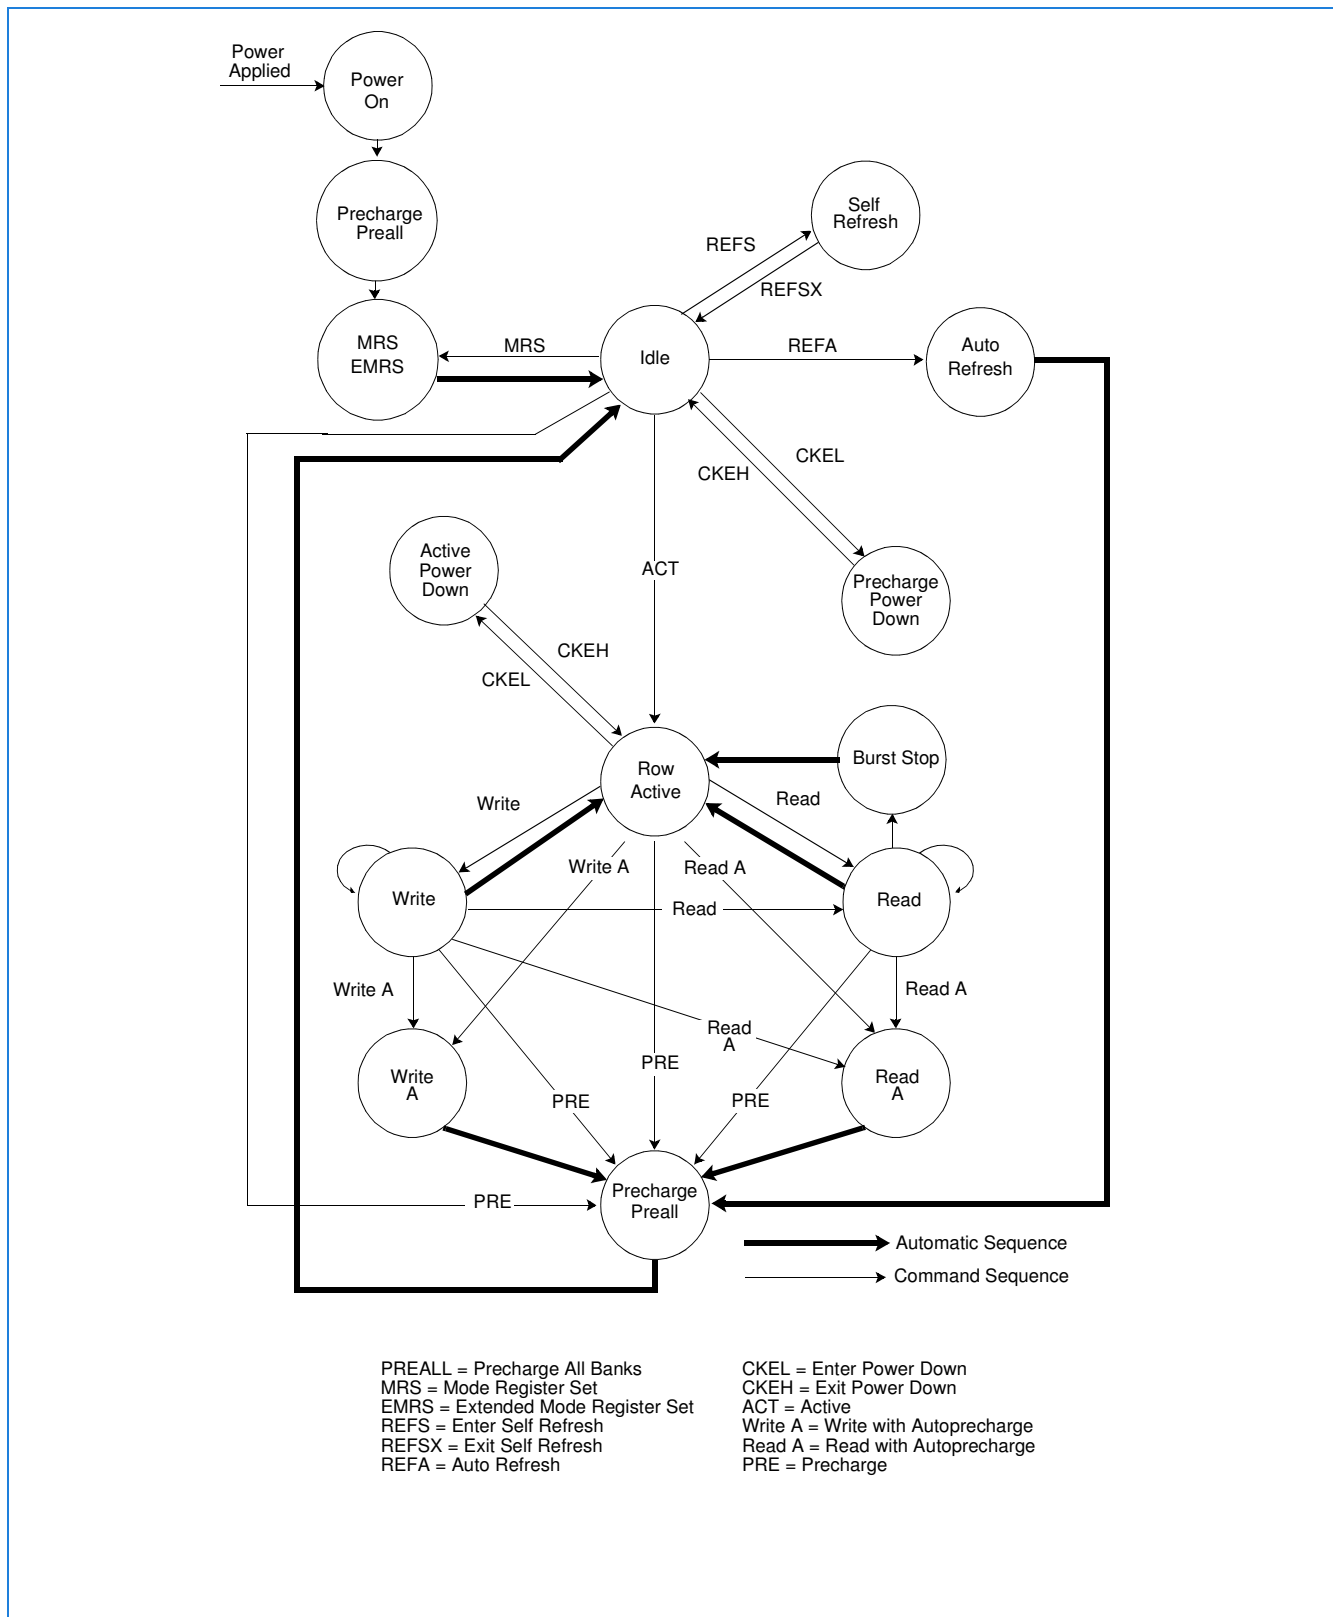 Power
Applied
Power
On
Precharge
Preall
Self
Refresh
REFS
REFSX
MRS
EMRS
MRS
Idle
REFA
Auto
Refresh
CKEL
CKEH
Active
Power
Down
ACT
Precharge
Power
Down
CKEH
CKEL
Row
Active
Burst Stop
Write
Read
Write A
Read A
Write
Read
Read
Write A
Read A
Read
A
Write
A
PRE
PRE
PRE
Read
A
Precharge
Preall
PRE
Automatic Sequence
Command Sequence
PREALL = Precharge All Banks
MRS = Mode Register Set
EMRS = Extended Mode Register Set
REFS = Enter Self Refresh
REFSX = Exit Self Refresh
REFA = Auto Refresh
CKEL = Enter Power Down
CKEH = Exit Power Down
ACT = Active
Write A = Write with Autoprecharge
Read A = Read with Autoprecharge
PRE = Precharge